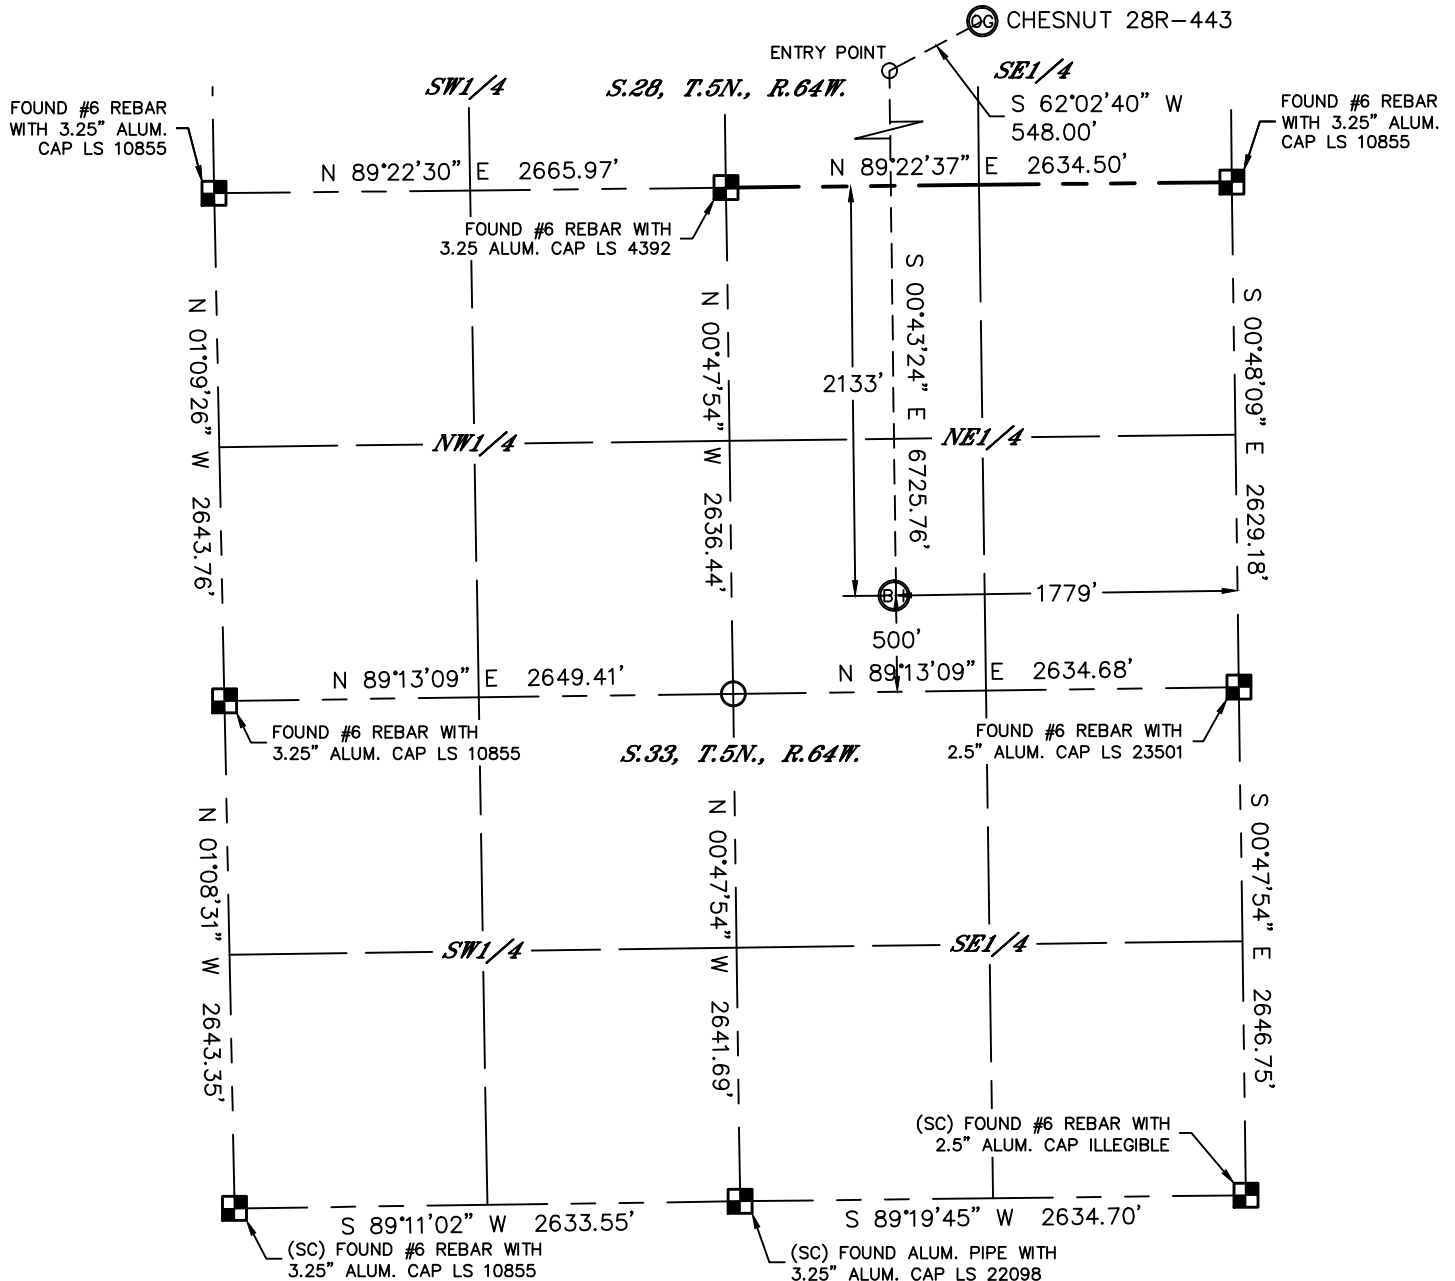 OG CHESNUT 28R-443
ENTRY POINT
SW1/4
S.28, T.5N., R.64W.
SE1/4
S 62°02'40" W
548.00'
FOUND #6 REBAR
WITH 3.25" ALUM.
CAP LS 10855
FOUND #6 REBAR
WITH 3.25" ALUM.
CAP LS 10855
N 89°22'30" E 2665.97'
N 89°22'37" E 2634.50'
FOUND #6 REBAR WITH
3.25 ALUM. CAP LS 4392
N 01°09'26" W 2643.76'
N 00°47'54" W 2636.44'
S 00°43'24" E 6725.76'
S 00°48'09" E 2629.18'
2133'
NW1/4
NE1/4
BH
1779'
500'
N 89°13'09" E 2649.41'
N 89°13'09" E 2634.68'
FOUND #6 REBAR WITH
3.25" ALUM. CAP LS 10855
FOUND #6 REBAR WITH
2.5" ALUM. CAP LS 23501
S.33, T.5N., R.64W.
N 01°08'31" W 2643.35'
N 00°47'54" W 2641.69'
S 00°47'54" E 2646.75'
SW1/4
SE1/4
(SC) FOUND #6 REBAR WITH
2.5" ALUM. CAP ILLEGIBLE
S 89°11'02" W 2633.55'
S 89°19'45" W 2634.70'
(SC) FOUND #6 REBAR WITH
3.25" ALUM. CAP LS 10855
(SC) FOUND ALUM. PIPE WITH
3.25" ALUM. CAP LS 22098